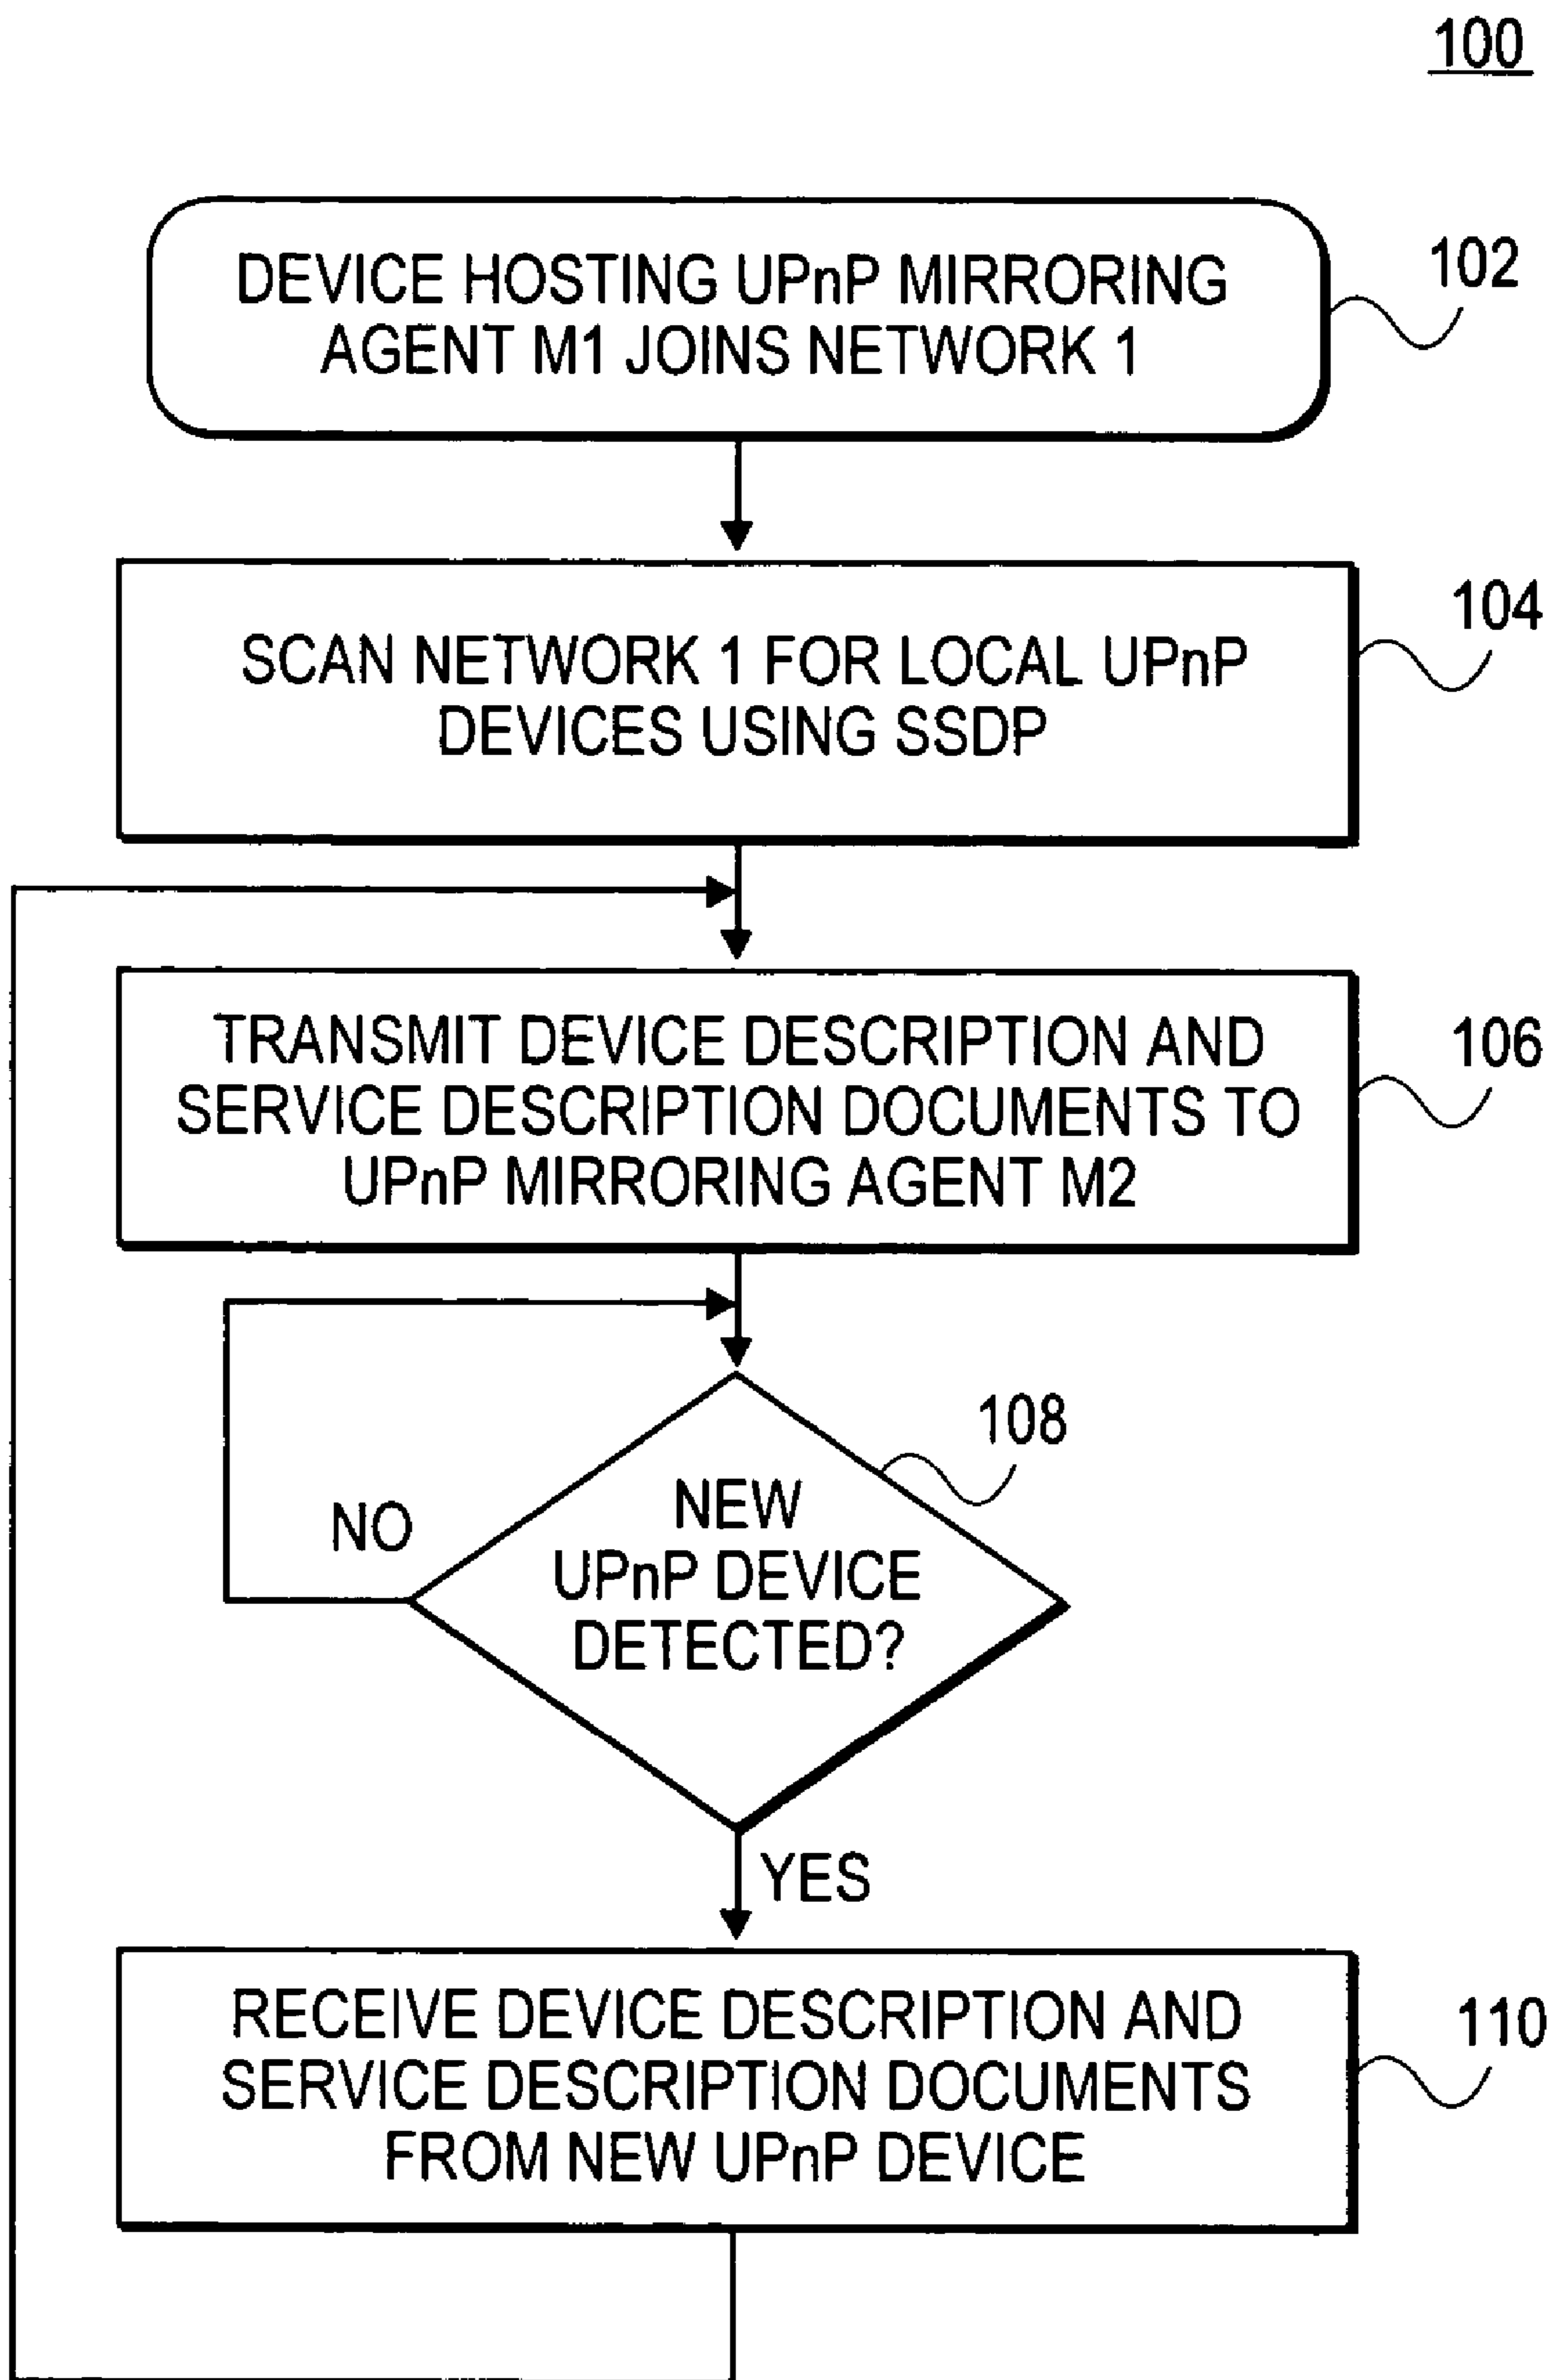 100
DEVICE HOSTING UPnP MIRRORING
AGENT M1 JOINS NETWORK 1
102
SCAN NETWORK 1 FOR LOCAL UPnP
DEVICES USING SSDP
104
TRANSMIT DEVICE DESCRIPTION AND
SERVICE DESCRIPTION DOCUMENTS TO
UPnP MIRRORING AGENT M2
106
108
NEW
UPnP DEVICE
DETECTED?
NO
YES
RECEIVE DEVICE DESCRIPTION AND
SERVICE DESCRIPTION DOCUMENTS
FROM NEW UPnP DEVICE
110